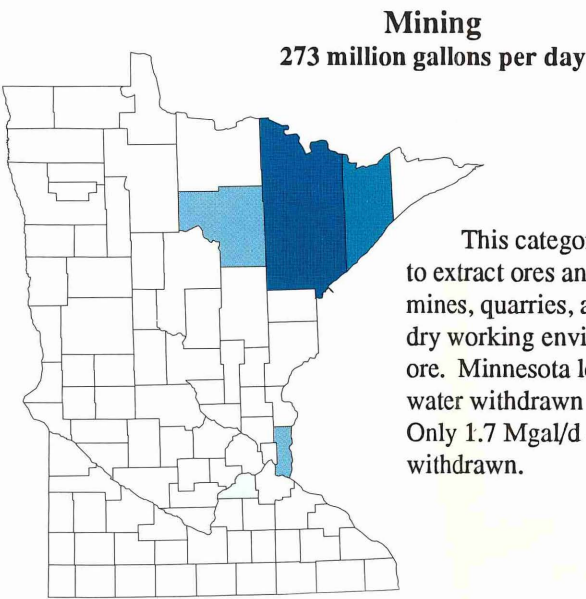 Mining
273 million gallons per day
This categor
to extract ores an
mines, quarries, a
dry working envi
ore. Minnesota l
water withdrawn
Only 1.7 Mgal/d
withdrawn.